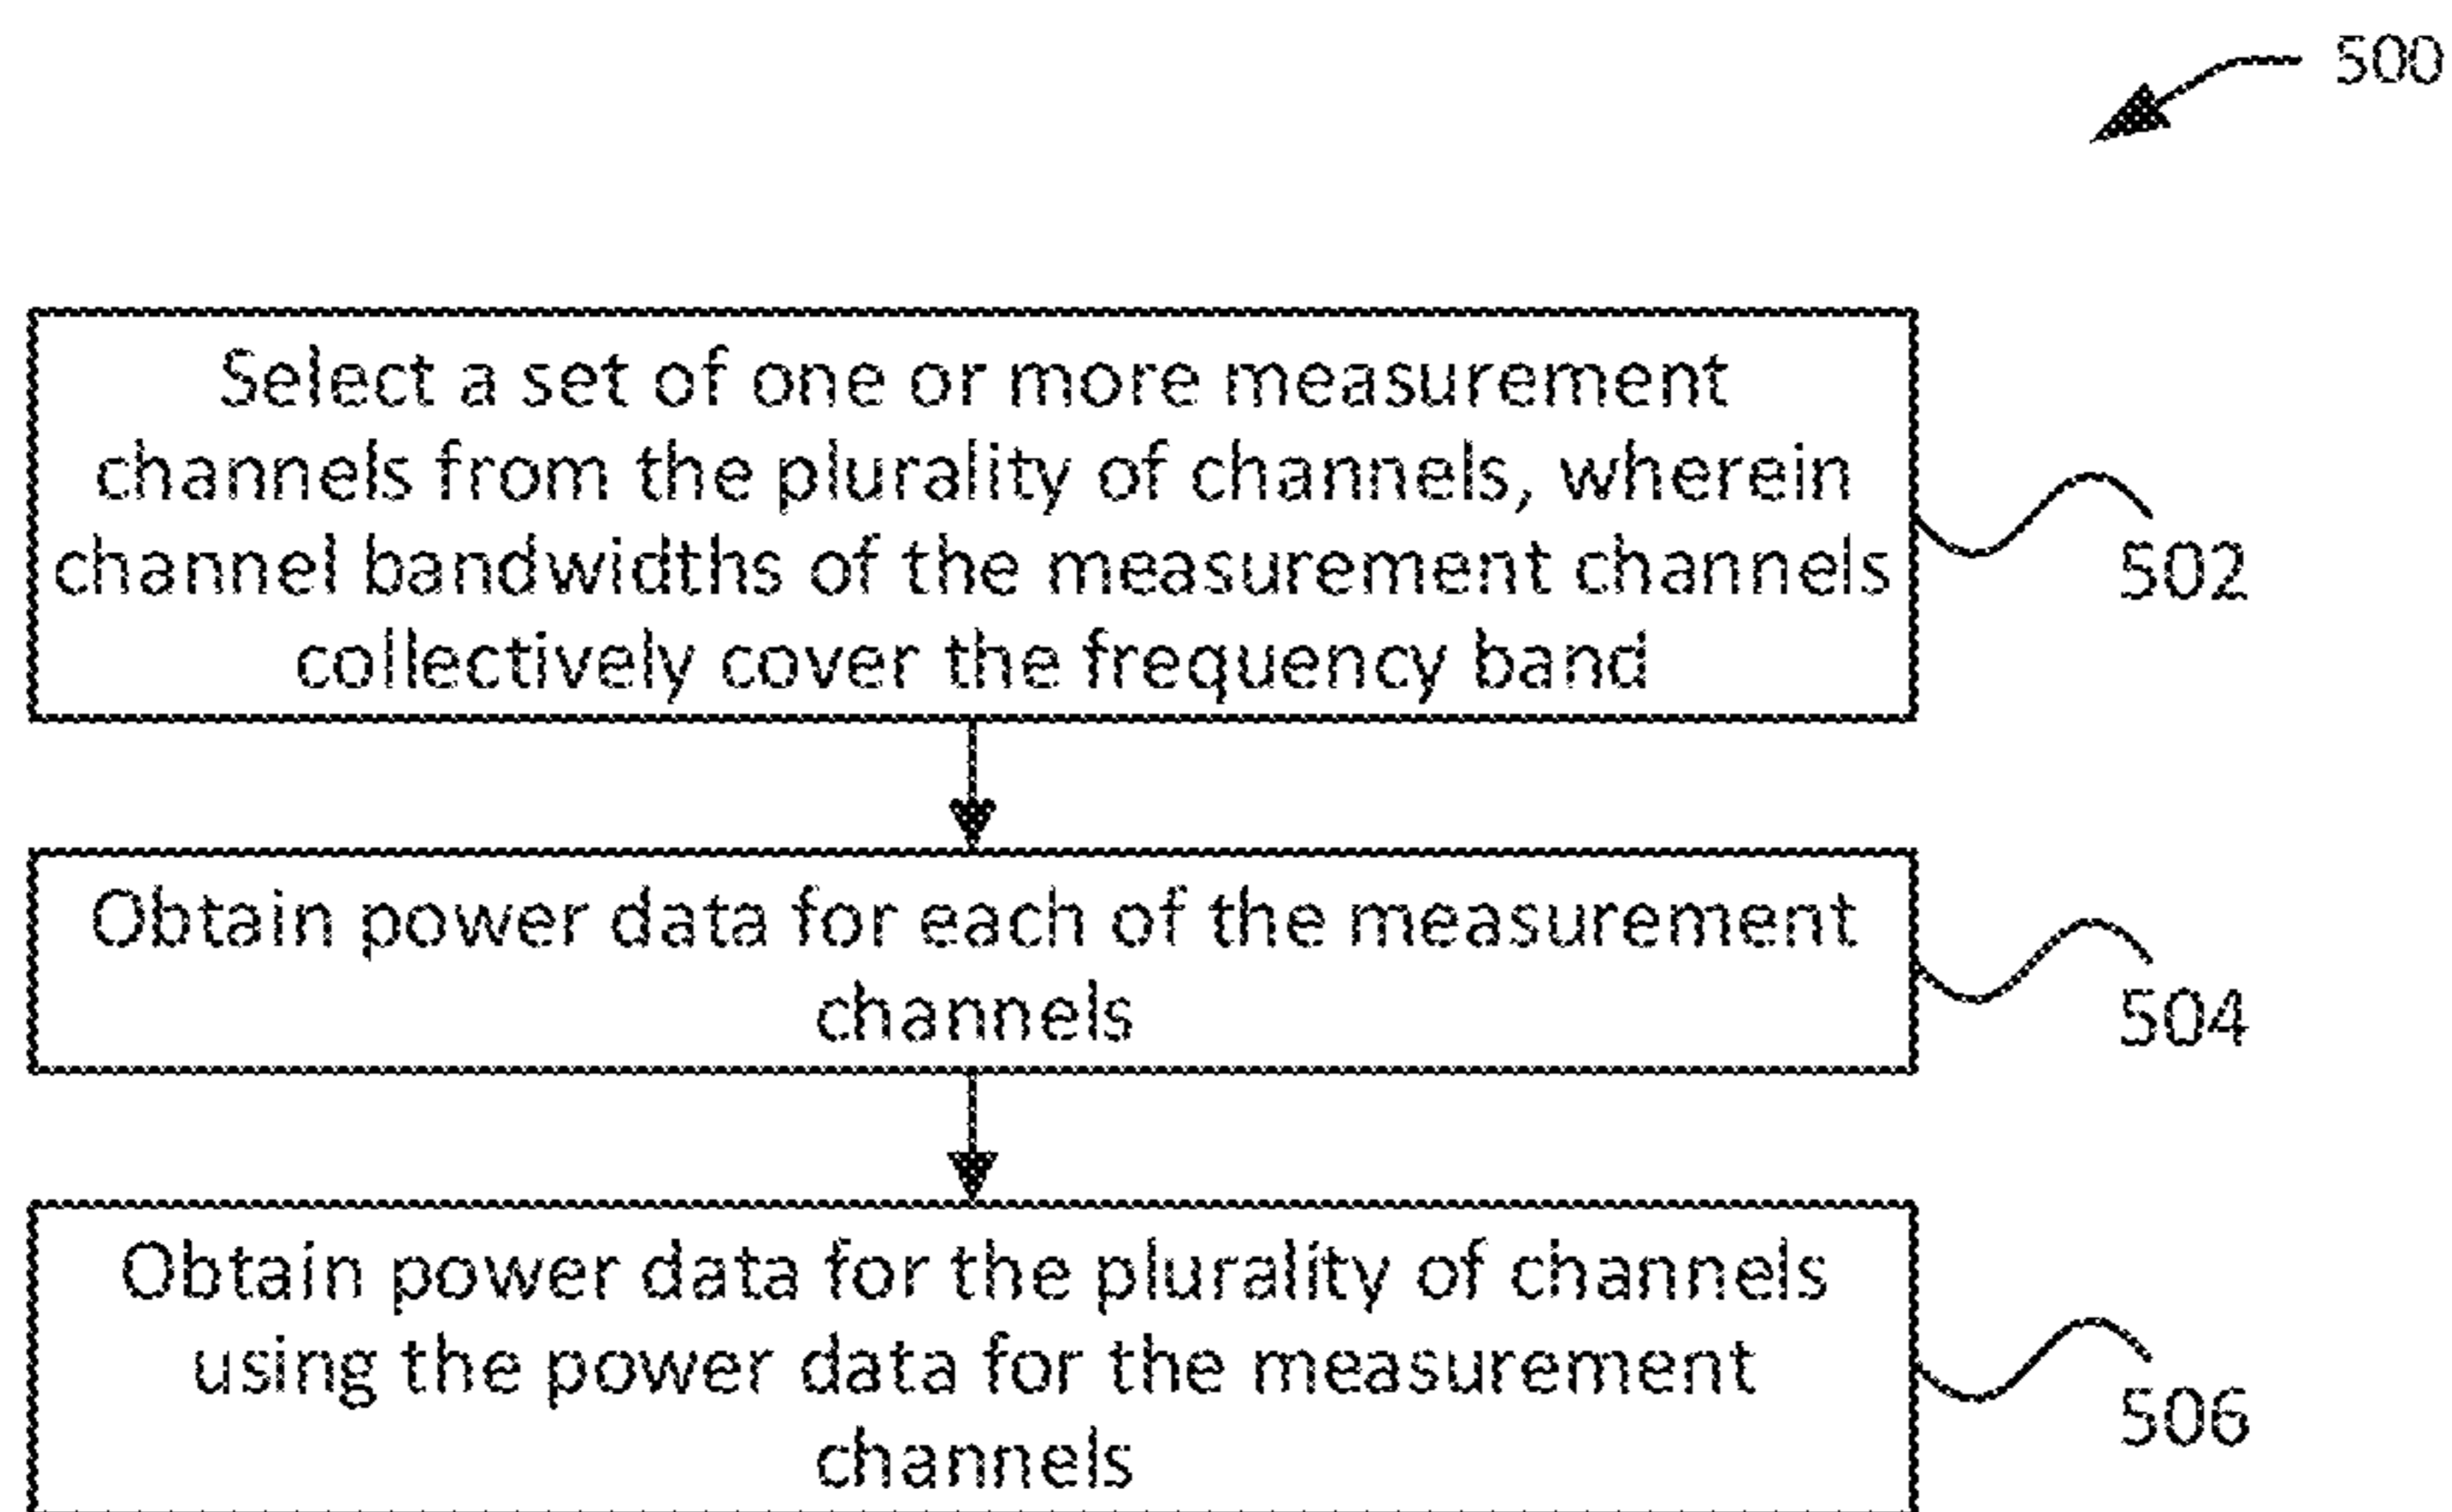 500
Select a set of one or more measurement
channels from the plurality of channels, wherein
channel bandwidths of the measurement channels
collectively cover the frequency band
502
Obtain power data for each of the measurement
channels
504
Obtain power data for the plurality of channels
using the power data for the measurement
channels
506